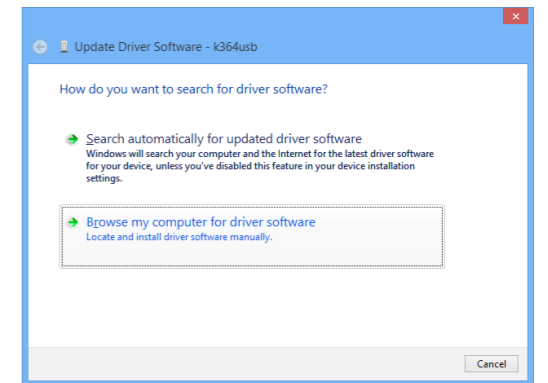 Update Driver Software - k364usb
How do you want to search for driver software?
Search automatically for updated driver software
Windows will search your computer and the Internet for the latest driver software
for your device, unless you've disabled this feature in your device installation
settings.
Browse my computer for driver software
Locate and install driver software manually.
Cancel